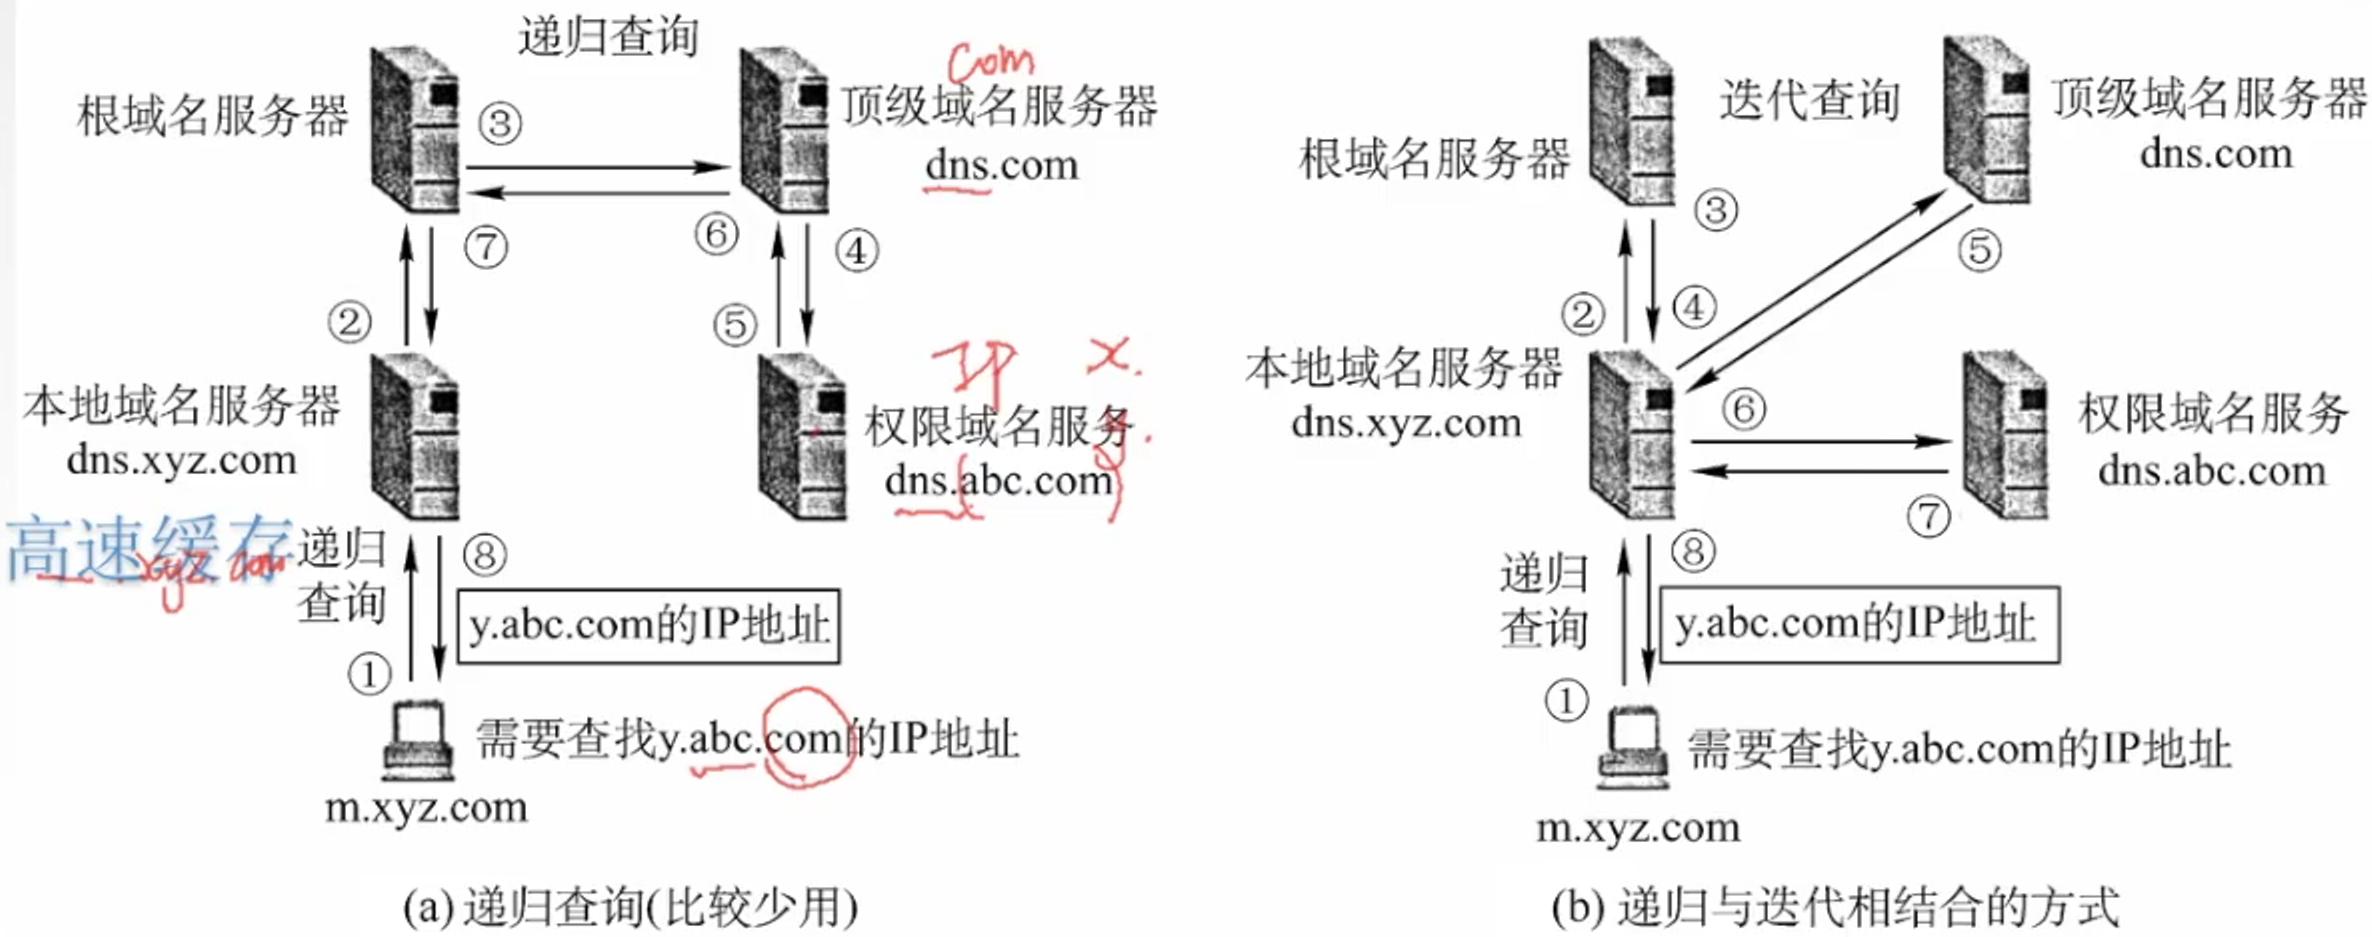 递归查询
Com
根域名服务器
③
顶级域名服务器
dns.com
⑦
⑥
④
②
⑤
IP
x.
y.
本地域名服务器
dns.xyz.com
权限域名服务
dns.abc.com
高速缓存
xyz com
递归
查询
⑧
y.abc.com的IP地址
①
需要查找y.abc.com的IP地址
m.xyz.com
(a) 递归查询(比较少用)
迭代查询
根域名服务器
顶级域名服务器
dns.com
③
⑤
②
④
本地域名服务器
dns.xyz.com
⑥
权限域名服务
dns.abc.com
⑦
递归
查询
⑧
y.abc.com的IP地址
①
需要查找y.abc.com的IP地址
m.xyz.com
(b) 递归与迭代相结合的方式